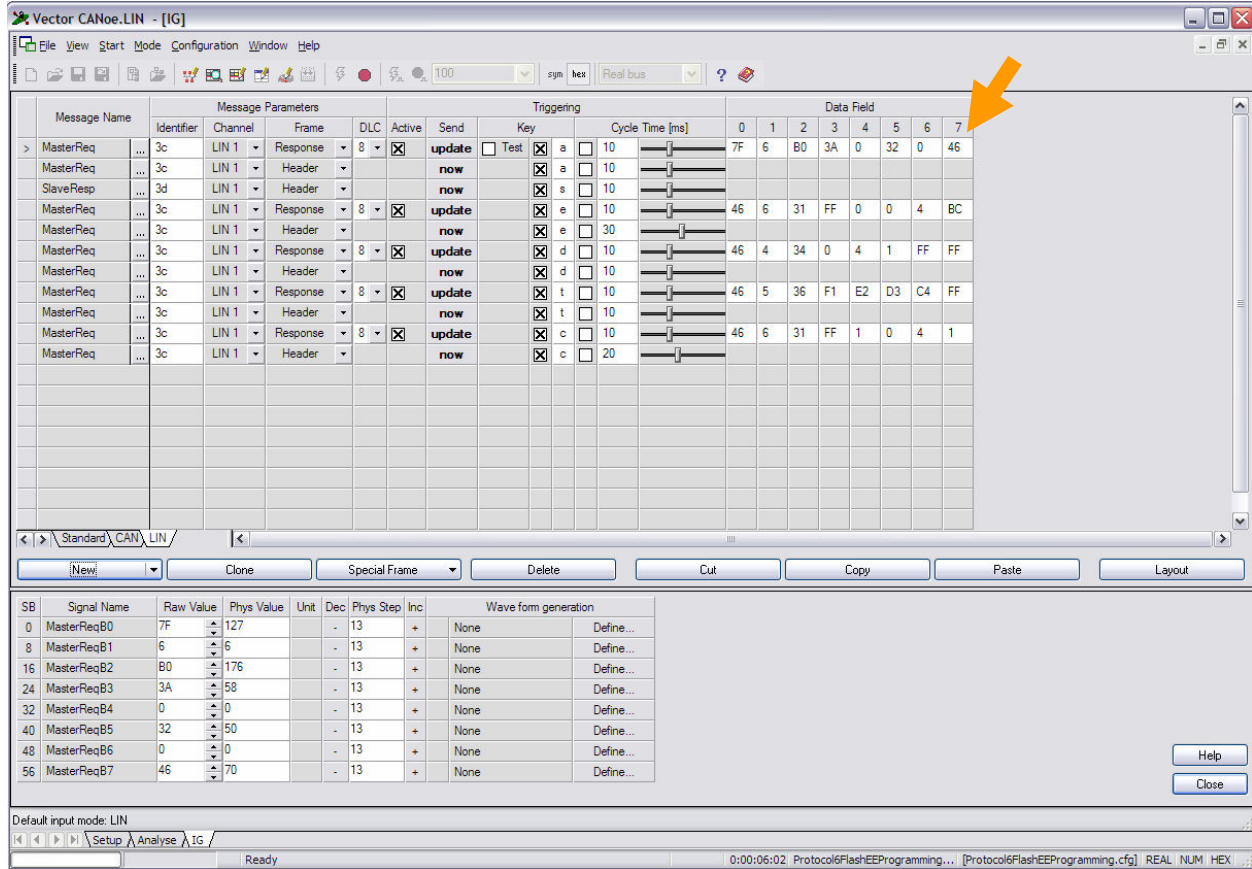 Vector CANoe.LIN - [IG]
File View Start Mode Configuration Window Help
100 sym hex Real bus ?
Message Name Message Parameters Triggering Data Field
Identifier Channel Frame DLC Active Send Key Cycle Time [ms] 0 1 2 3 4 5 6 7
> MasterReq ... 3c LIN 1 Response 8 update Test a 10 7F 6 B0 3A 0 32 0 46
MasterReq ... 3c LIN 1 Header now a 10
SlaveResp ... 3d LIN 1 Header now s 10
MasterReq ... 3c LIN 1 Response 8 update e 10 46 6 31 FF 0 0 4 BC
MasterReq ... 3c LIN 1 Header now e 30
MasterReq ... 3c LIN 1 Response 8 update d 10 46 4 34 0 4 1 FF FF
MasterReq ... 3c LIN 1 Header now d 10
MasterReq ... 3c LIN 1 Response 8 update t 10 46 5 36 F1 E2 D3 C4 FF
MasterReq ... 3c LIN 1 Header now t 10
MasterReq ... 3c LIN 1 Response 8 update c 10 46 6 31 FF 1 0 4 1
MasterReq ... 3c LIN 1 Header now c 20
Standard CAN LIN
New Clone Special Frame Delete Cut Copy Paste Layout
SB Signal Name Raw Value Phys Value Unit Dec Phys Step Inc Wave form generation
0 MasterReqB0 7F 127 - 13 + None Define...
8 MasterReqB1 6 6 - 13 + None Define...
16 MasterReqB2 B0 176 - 13 + None Define...
24 MasterReqB3 3A 58 - 13 + None Define...
32 MasterReqB4 0 0 - 13 + None Define...
40 MasterReqB5 32 50 - 13 + None Define...
48 MasterReqB6 0 0 - 13 + None Define...
56 MasterReqB7 46 70 - 13 + None Define...
Help
Close
Default input mode: LIN
Setup Analyse IG
Ready 0:00:06:02 Protocol6FlashEEProgramming... [Protocol6FlashEEProgramming.cfg] REAL NUM HEX